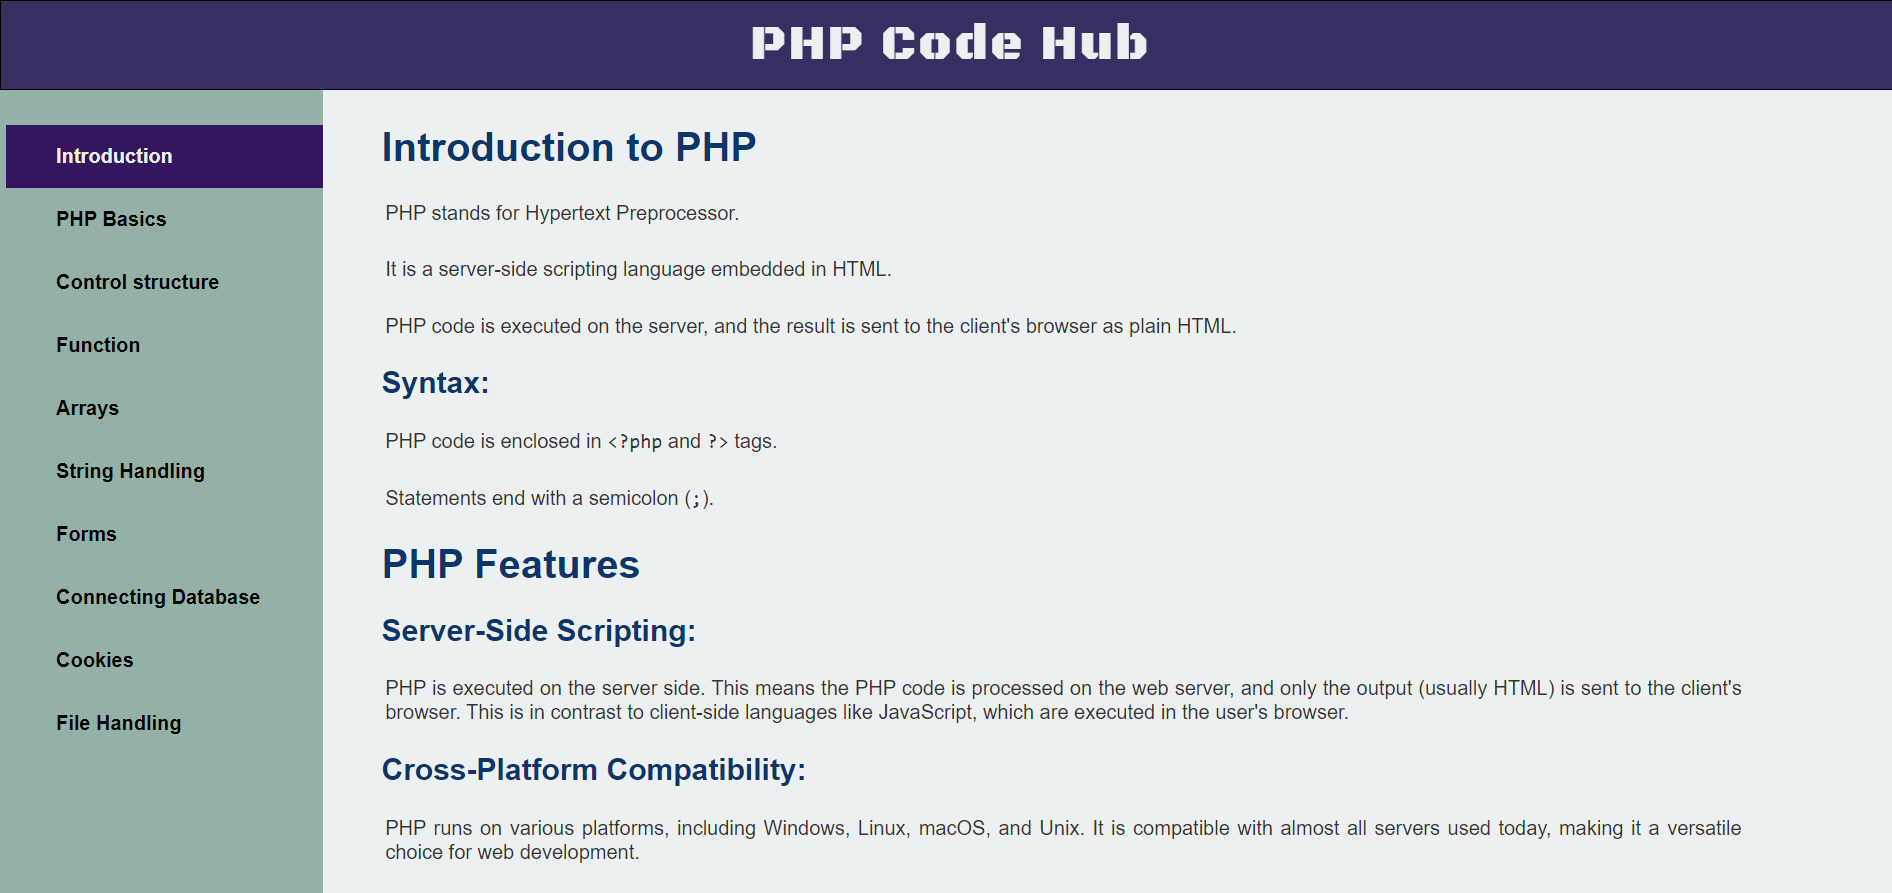 PHP Code Hub
Introduction
PHP Basics
Control structure
Function
Arrays
String Handling
Forms
Connecting Database
Cookies
File Handling
Introduction to PHP
PHP stands for Hypertext Preprocessor.
It is a server-side scripting language embedded in HTML.
PHP code is executed on the server, and the result is sent to the client's browser as plain HTML.
Syntax:
PHP code is enclosed in <?php and ?> tags.
Statements end with a semicolon (;).
PHP Features
Server-Side Scripting:
PHP is executed on the server side. This means the PHP code is processed on the web server, and only the output (usually HTML) is sent to the client's
browser. This is in contrast to client-side languages like JavaScript, which are executed in the user's browser.
Cross-Platform Compatibility:
PHP runs on various platforms, including Windows, Linux, macOS, and Unix. It is compatible with almost all servers used today, making it a versatile
choice for web development.